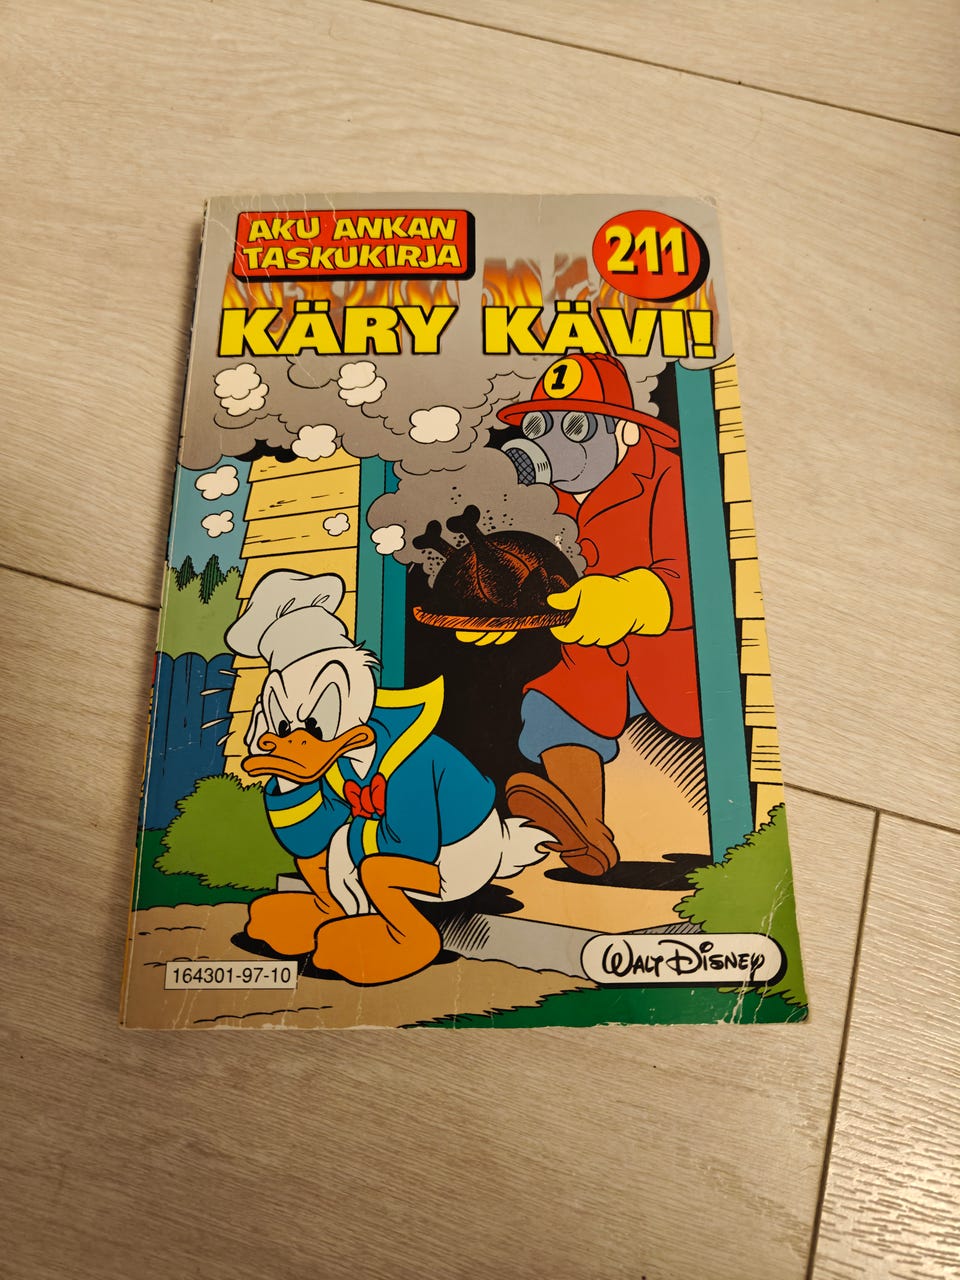 AKU ANKAN
TASKUKIRJA
211
KÄRY KÄVI!
1
WALT DISNEY
164301-97-10